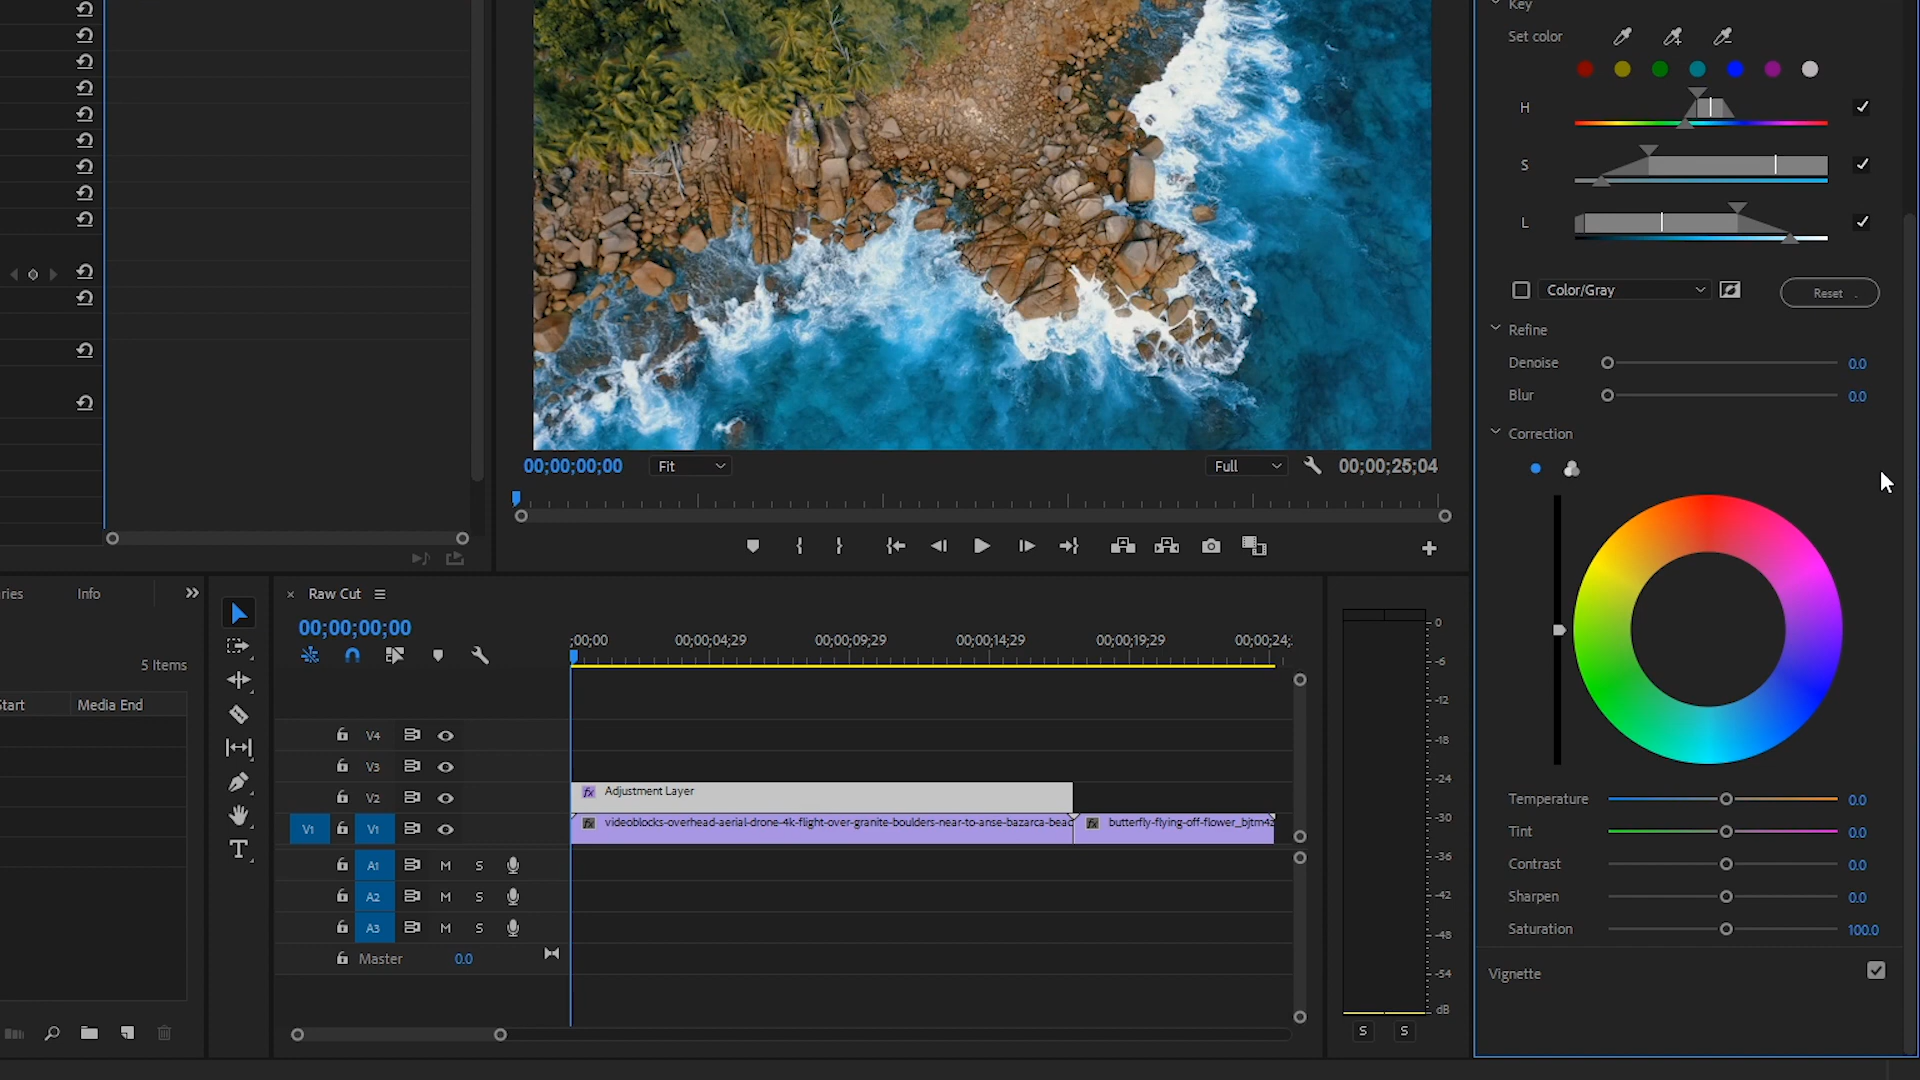 Key
Set color
H
S
L
Color/Gray
Reset
Refine
Denoise 0.0
Blur 0.0
Correction
00;00;00;00
Fit
Full
00;00;25;04
ries
Info
Raw Cut
00;00;00;00
;00;00
00;00;04;29
00;00;09;29
00;00;14;29
00;00;19;29
00;00;24;
5 Items
Start
Media End
V4
V3
V2
Adjustment Layer
V1
V1
videoblocks-overhead-aerial-drone-4k-flight-over-granite-boulders-near-to-anse-bazarca-beac
butterfly-flying-off-flower_bjtm4z
A1 M S
A2 M S
A3 M S
Master 0.0
T
0
-6
-12
-18
-24
-30
-36
-42
-48
-54
dB
S S
Temperature 0.0
Tint 0.0
Contrast 0.0
Sharpen 0.0
Saturation 100.0
Vignette